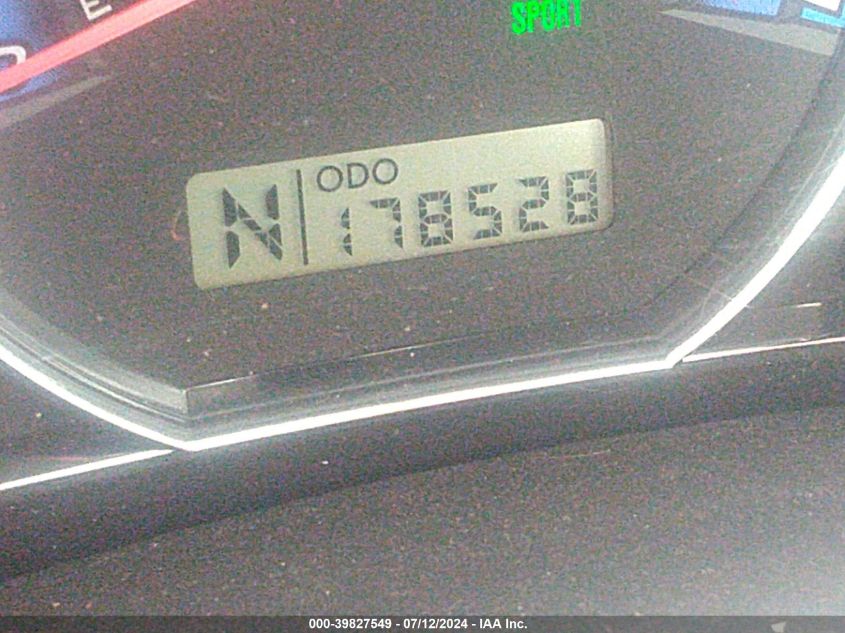 E
SPORT
ODO
N 178528
000-39827549 - 07/12/2024 - IAA Inc.